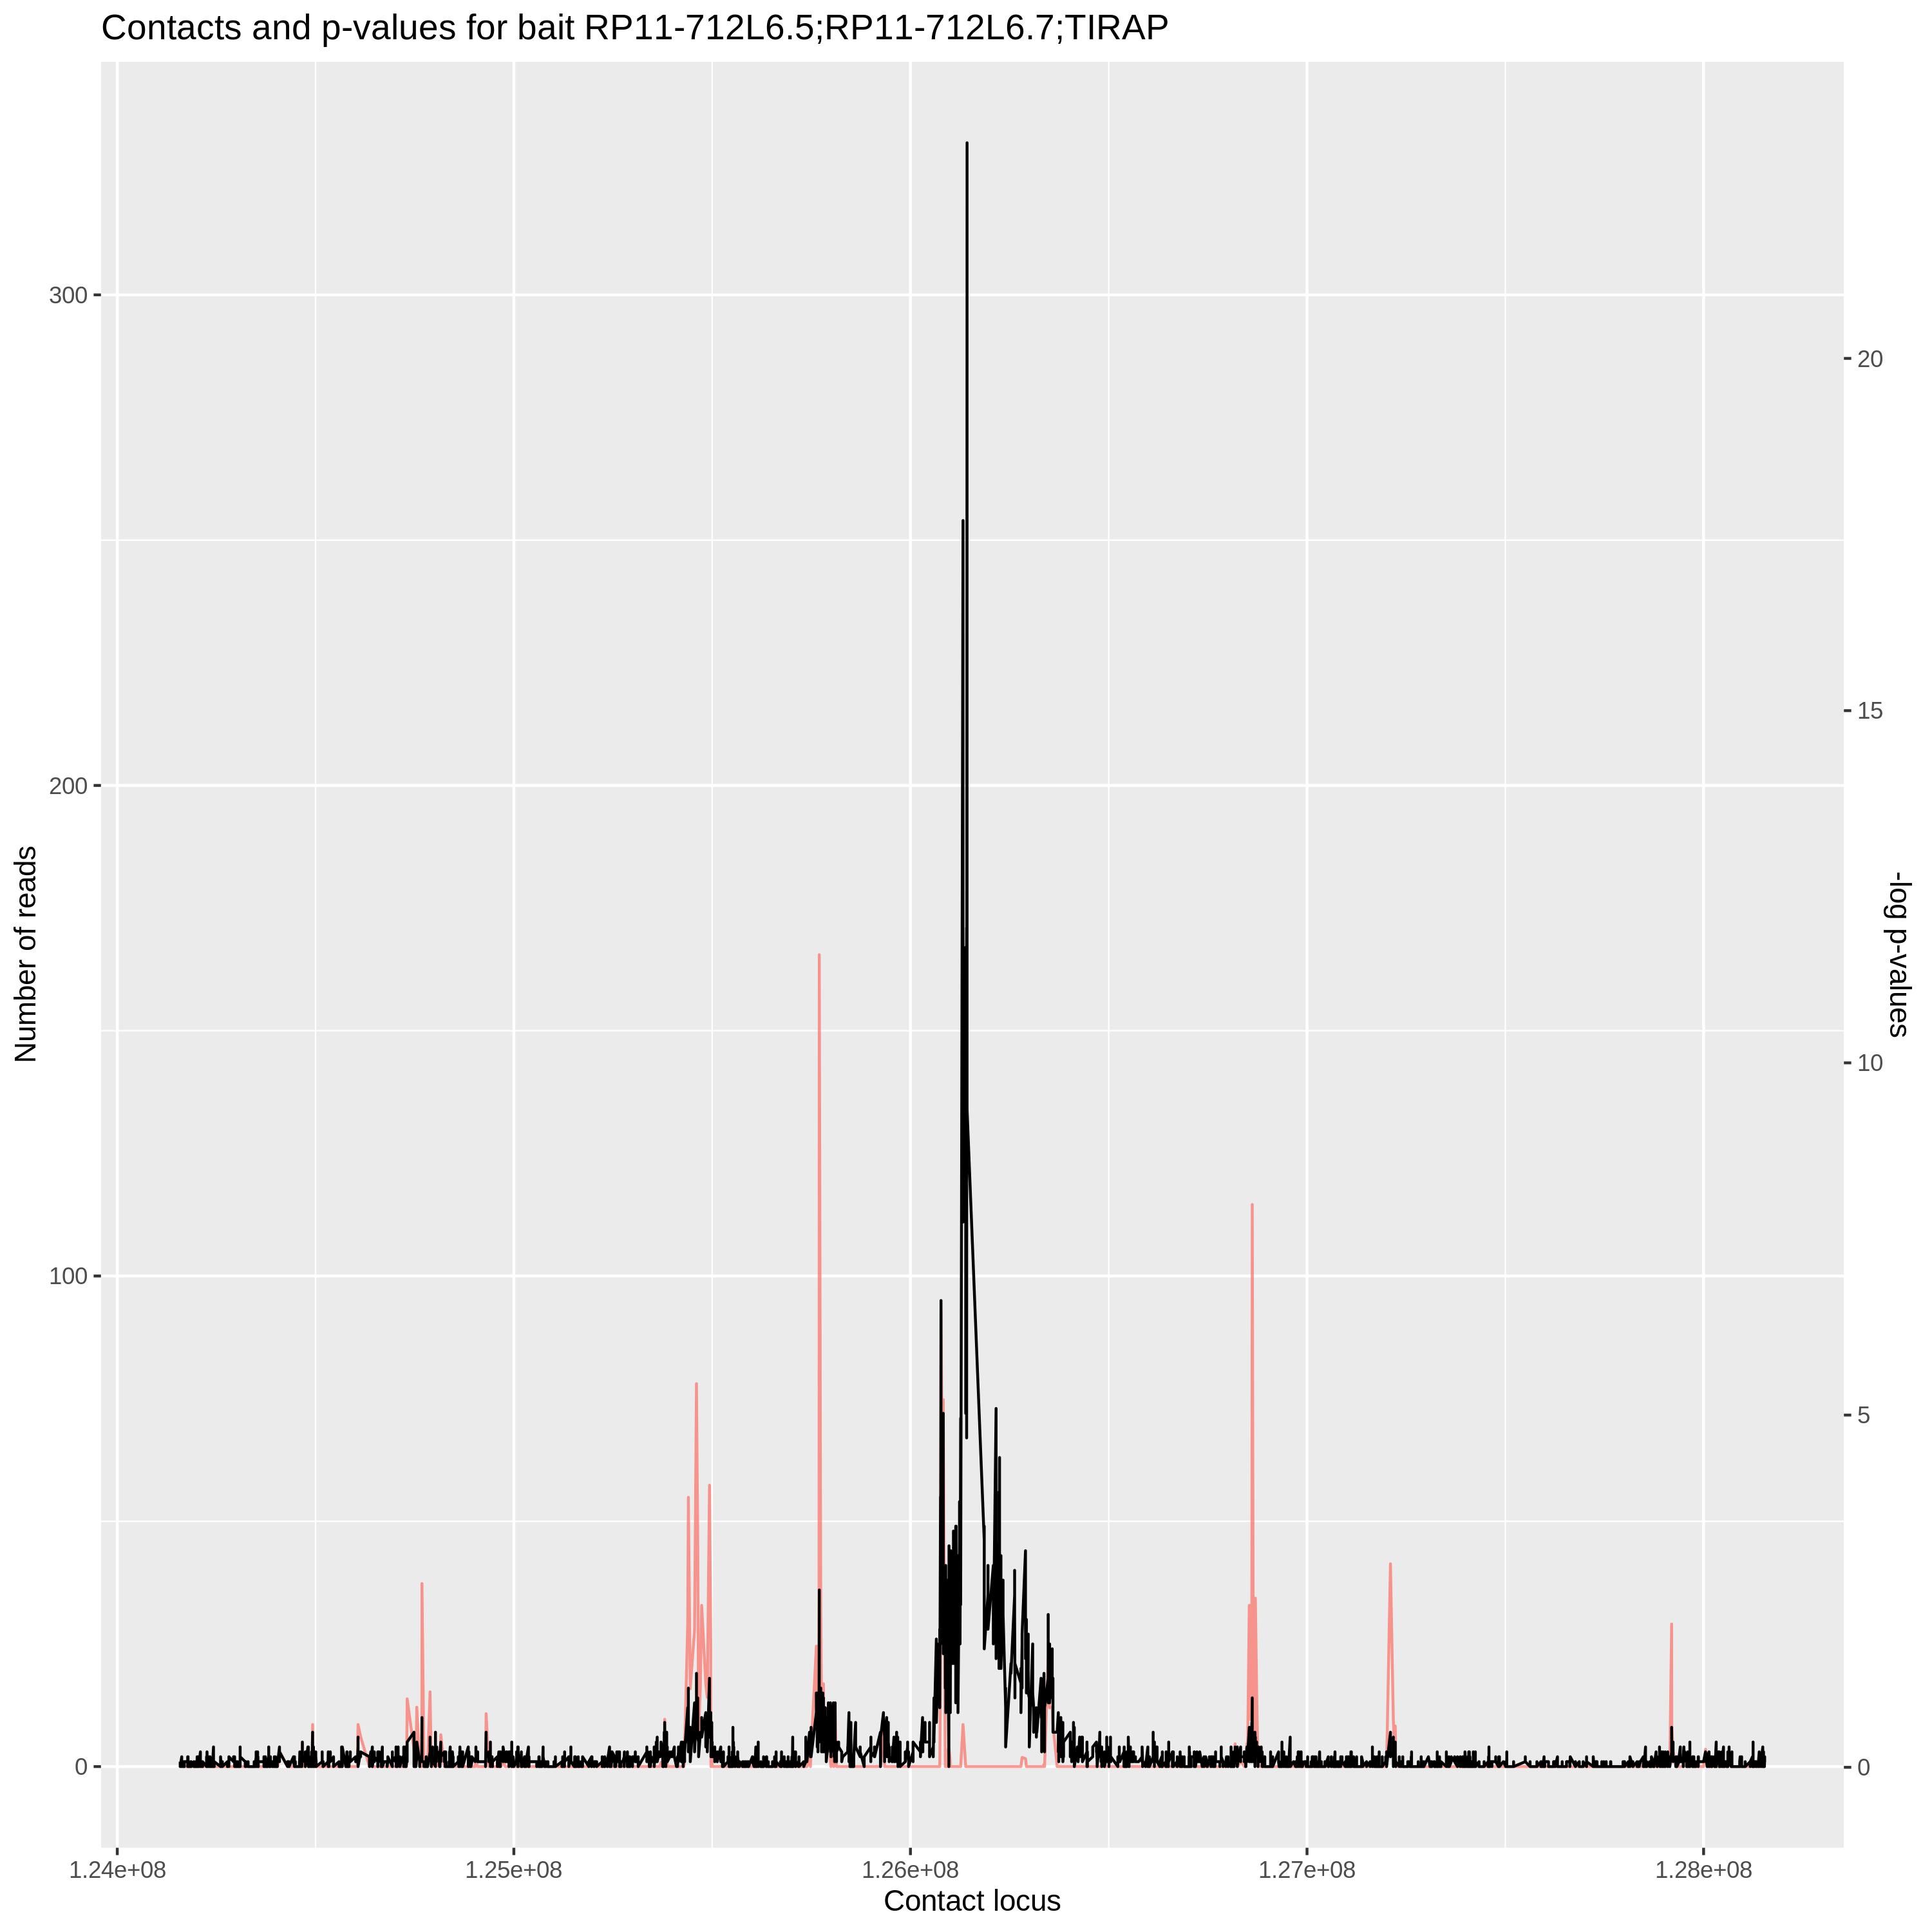 Contacts and p-values for bait RP11-712L6.5;RP11-712L6.7;TIRAP
Number of reads
300
200
100
0
-log p-values
20
15
10
5
0
1.24e+08
1.25e+08
1.26e+08
1.27e+08
1.28e+08
Contact locus